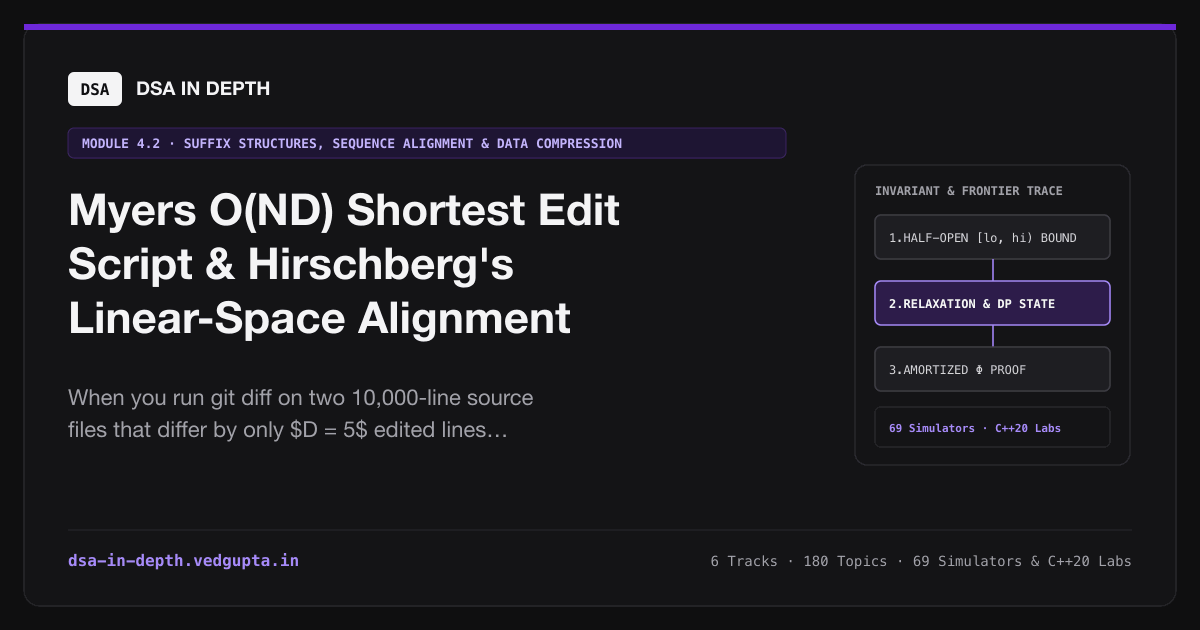 DSA
DSA IN DEPTH
MODULE 4.2 · SUFFIX STRUCTURES, SEQUENCE ALIGNMENT & DATA COMPRESSION
Myers O(ND) Shortest Edit
Script & Hirschberg's
Linear-Space Alignment
When you run git diff on two 10,000-line source
files that differ by only $D = 5$ edited lines…
INVARIANT & FRONTIER TRACE
1.HALF-OPEN [lo, hi) BOUND
2.RELAXATION & DP STATE
3.AMORTIZED Φ PROOF
69 Simulators · C++20 Labs
dsa-in-depth.vedgupta.in
6 Tracks · 180 Topics · 69 Simulators & C++20 Labs